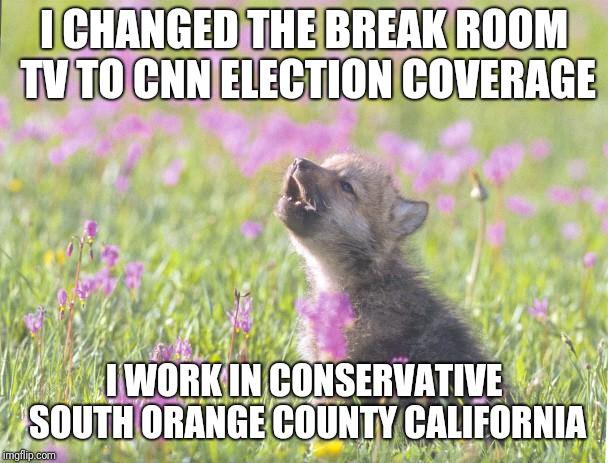 I CHANGED THE BREAK ROOM
TV TO CNN ELECTION COVERAGE
I WORK IN CONSERVATIVE
SOUTH ORANGE COUNTY CALIFORNIA
imgflip.com